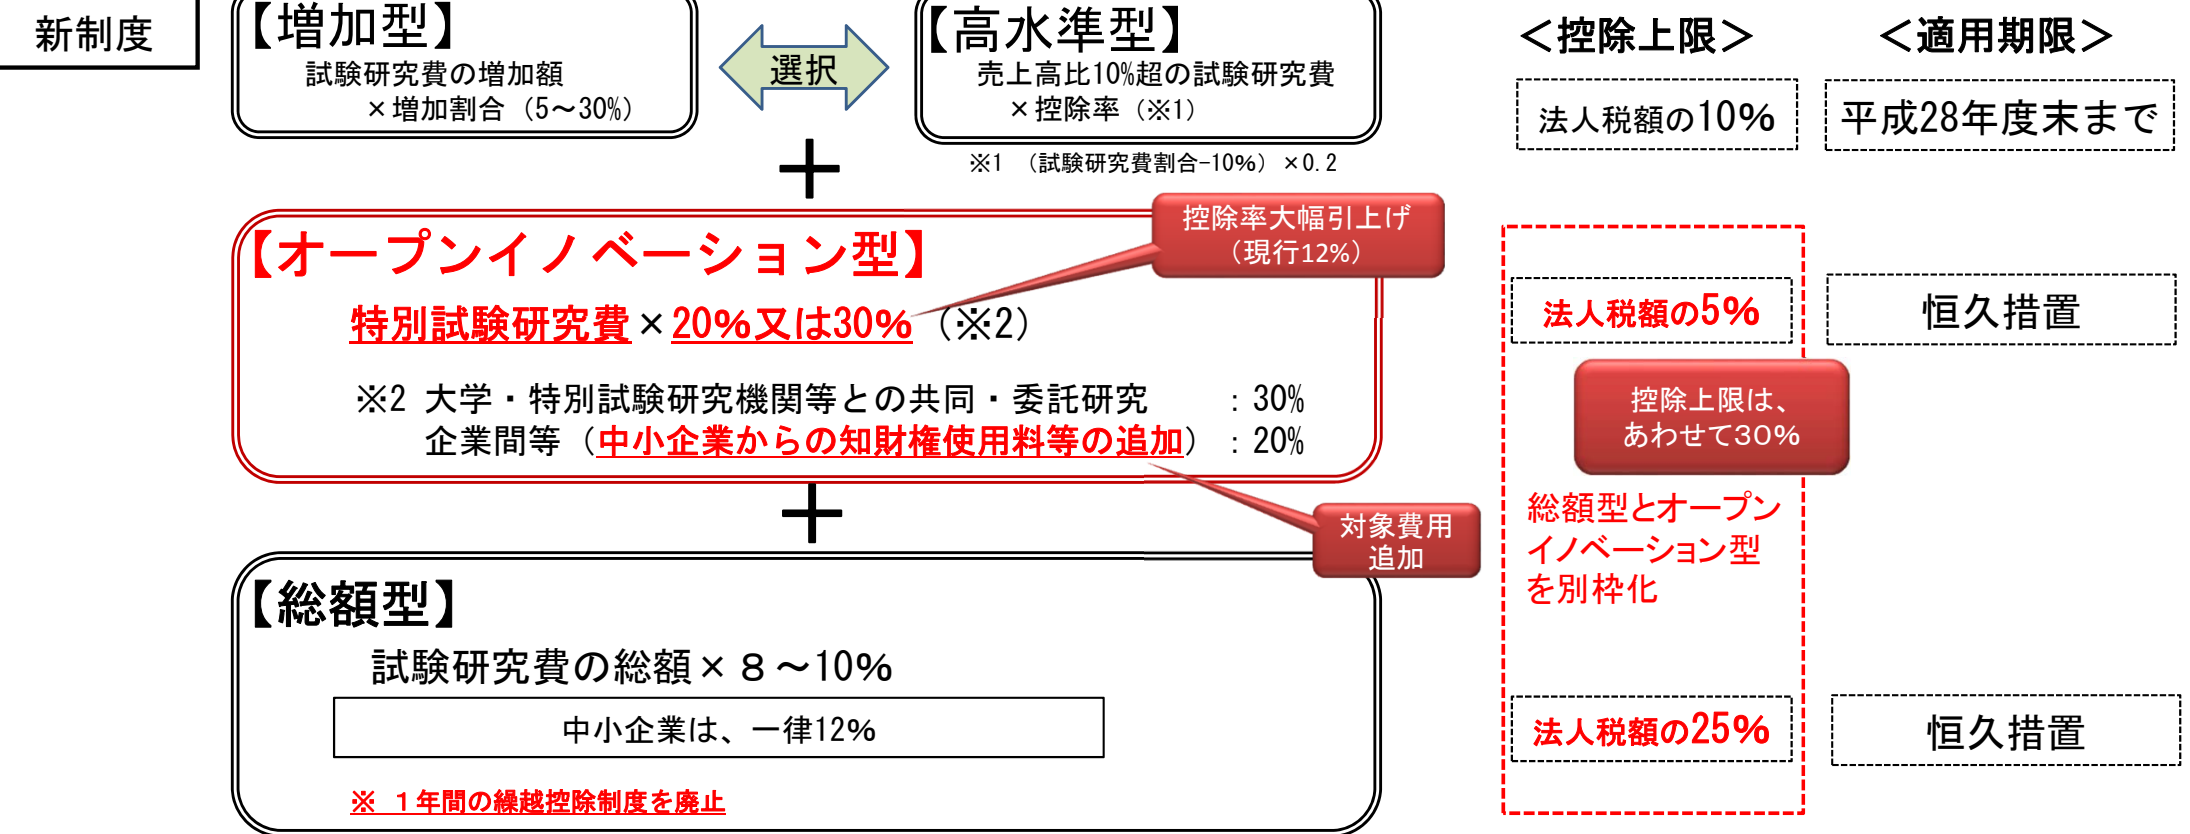 新制度
【増加型】
試験研究費の増加額
×増加割合（5～30%）
選択
【高水準型】
売上高比10%超の試験研究費
×控除率（※1）
※1 （試験研究費割合-10%）×0.2
＜控除上限＞
＜適用期限＞
法人税額の10%
平成28年度末まで
＋
【オープンイノベーション型】
控除率大幅引上げ
（現行12%）
特別試験研究費×20%又は30%（※2）
※2 大学・特別試験研究機関等との共同・委託研究 ：30%
企業間等（中小企業からの知財権使用料等の追加）：20%
法人税額の5%
恒久措置
控除上限は、
あわせて30%
対象費用
追加
総額型とオープン
イノベーション型
を別枠化
＋
【総額型】
試験研究費の総額×８～10%
中小企業は、一律12%
※ １年間の繰越控除制度を廃止
法人税額の25%
恒久措置